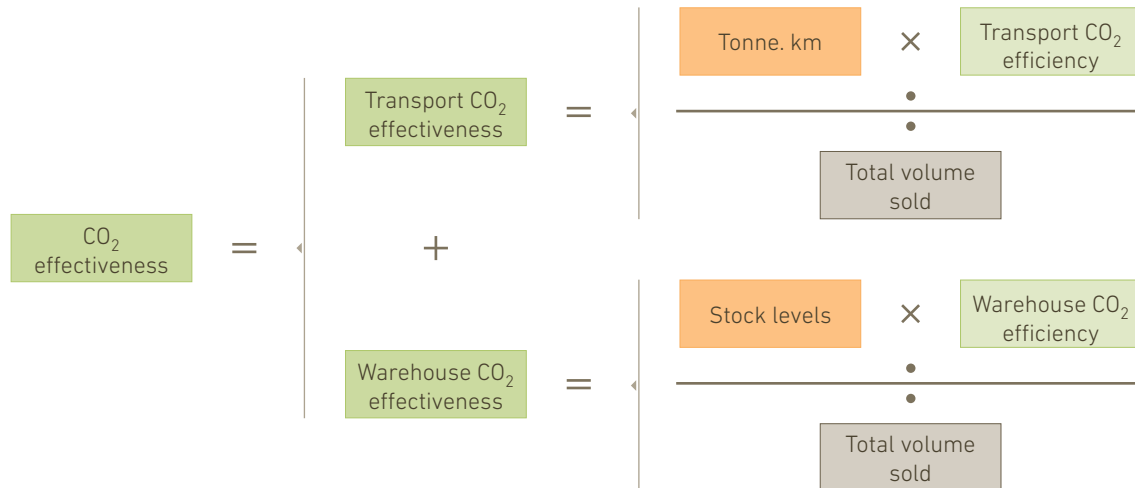 Tonne. km × Transport CO₂
efficiency
Transport CO₂
effectiveness
=
÷
Total volume
sold
CO₂
effectiveness
=
+
Stock levels × Warehouse CO₂
efficiency
Warehouse CO₂
effectiveness
=
÷
Total volume
sold